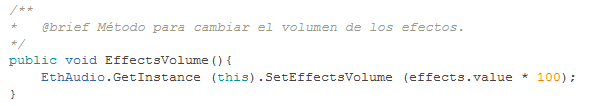 /**
*   @brief Método para cambiar el volumen de los efectos.
*/
public void EffectsVolume(){
    EthAudio.GetInstance (this).SetEffectsVolume (effects.value * 100);
}